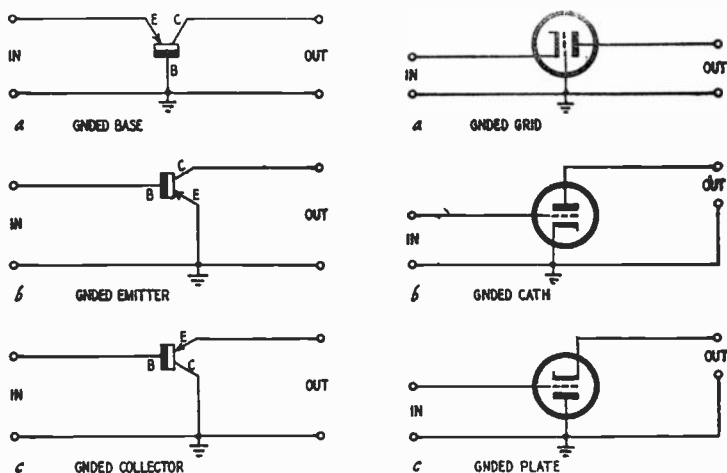 E C
IN B OUT
a GNDED BASE
IN OUT
a GNDED GRID
C
B E
IN OUT
b GNDED EMITTER
OUT
IN
b GNDED CATH
E
B C
IN OUT
c GNDED COLLECTOR
OUT
IN
c GNDED PLATE